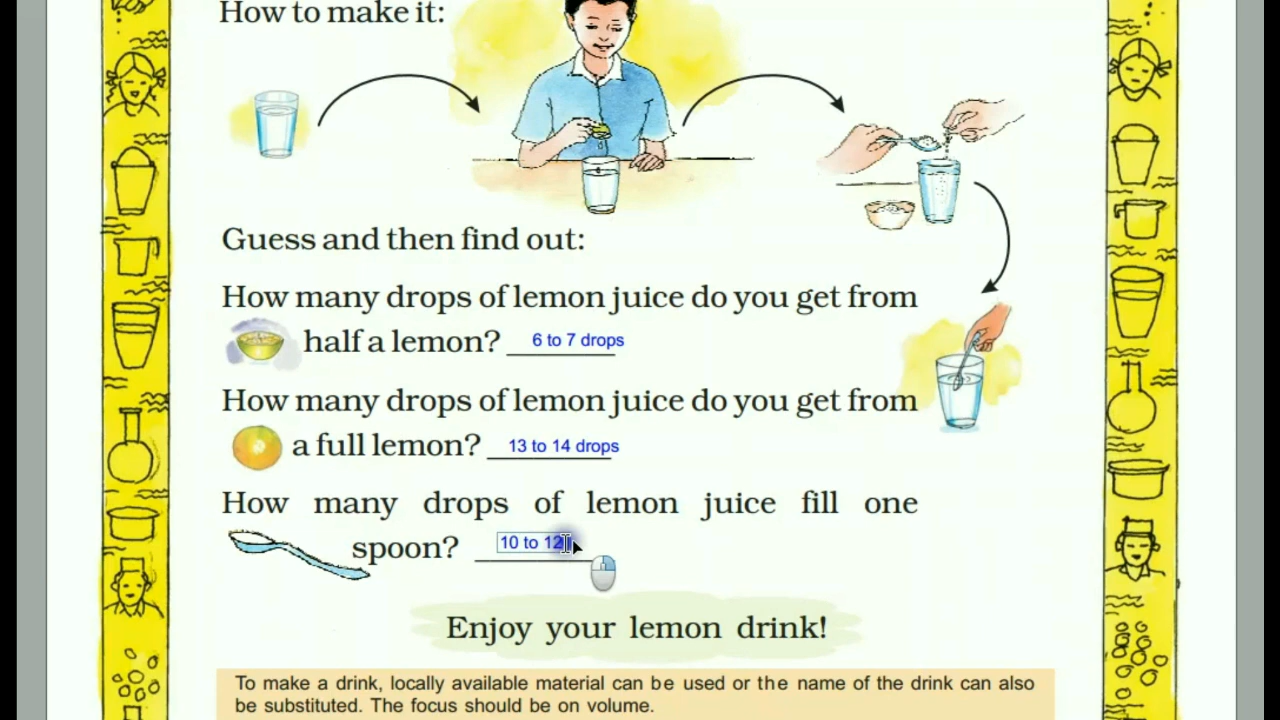 How to make it:
Guess and then find out:
How many drops of lemon juice do you get from
half a lemon? 6 to 7 drops
How many drops of lemon juice do you get from
a full lemon? 13 to 14 drops
How many drops of lemon juice fill one
spoon? 10 to 12
Enjoy your lemon drink!
To make a drink, locally available material can be used or the name of the drink can also
be substituted. The focus should be on volume.